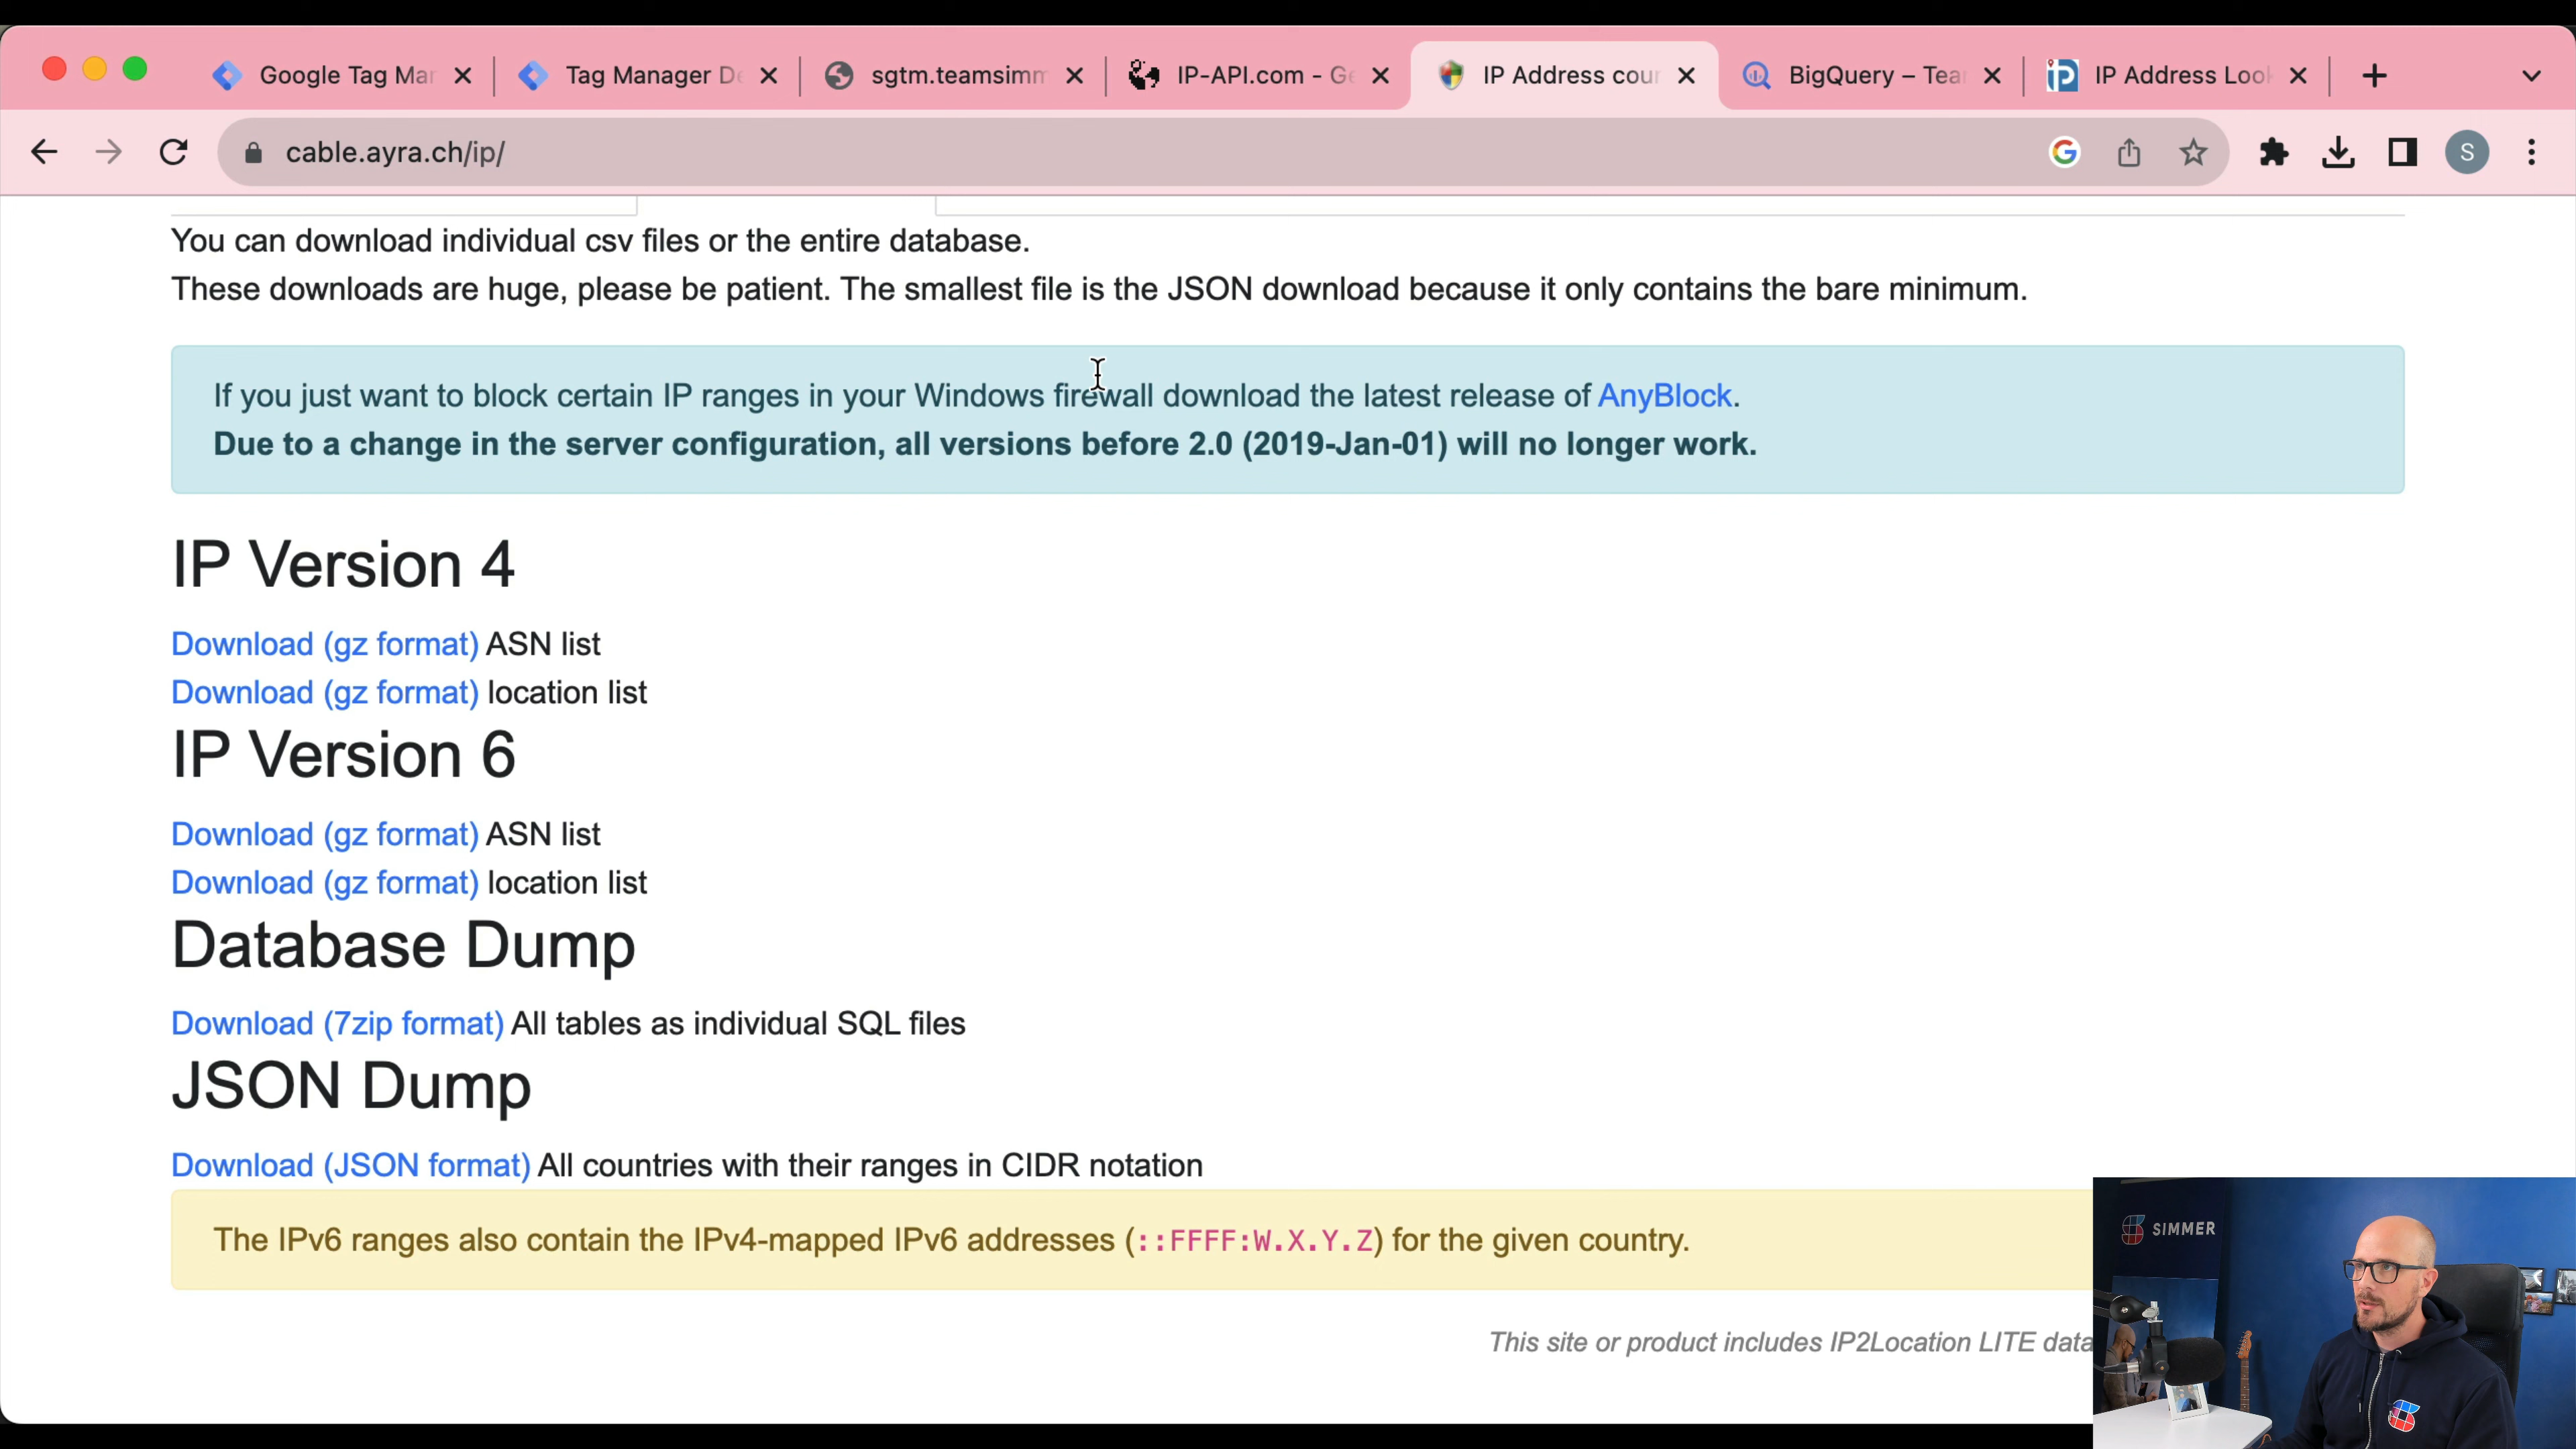 Google Tag Mar
Tag Manager De
sgtm.teamsimm
IP-API.com - Ge
IP Address cour
BigQuery – Tea
IP Address Look
cable.ayra.ch/ip/
S
You can download individual csv files or the entire database.
These downloads are huge, please be patient. The smallest file is the JSON download because it only contains the bare minimum.
If you just want to block certain IP ranges in your Windows firewall download the latest release of AnyBlock.
Due to a change in the server configuration, all versions before 2.0 (2019-Jan-01) will no longer work.
IP Version 4
Download (gz format) ASN list
Download (gz format) location list
IP Version 6
Download (gz format) ASN list
Download (gz format) location list
Database Dump
Download (7zip format) All tables as individual SQL files
JSON Dump
Download (JSON format) All countries with their ranges in CIDR notation
The IPv6 ranges also contain the IPv4-mapped IPv6 addresses (::FFFF:W.X.Y.Z) for the given country.
This site or product includes IP2Location LITE data
SIMMER